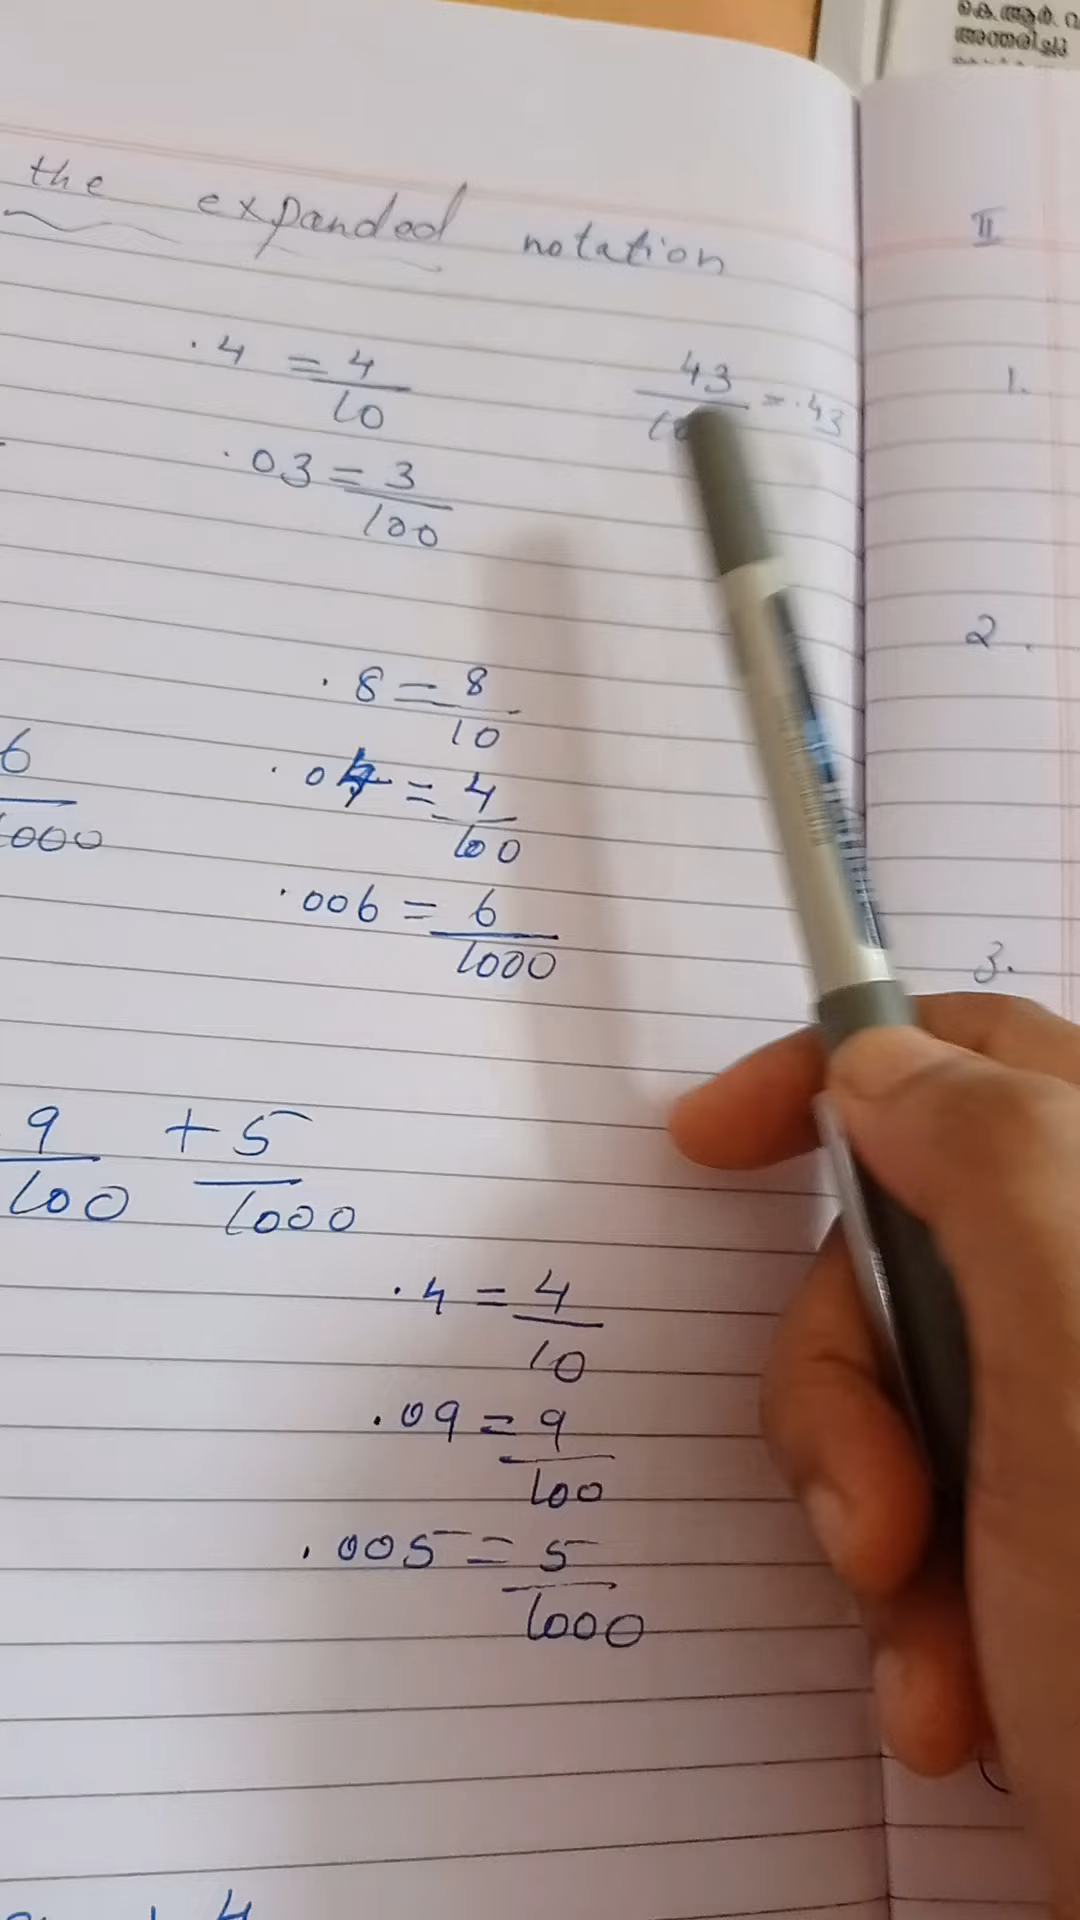 കെ.ആർ.
the expanded notation
II
.4 = 4/10
43/ = .43
1.
.03 = 3/100
2.
.8 = 8/10
6/1000
.04 = 4/100
.006 = 6/1000
3.
9/100 + 5/1000
.4 = 4/10
.09 = 9/100
.005 = 5/1000
4